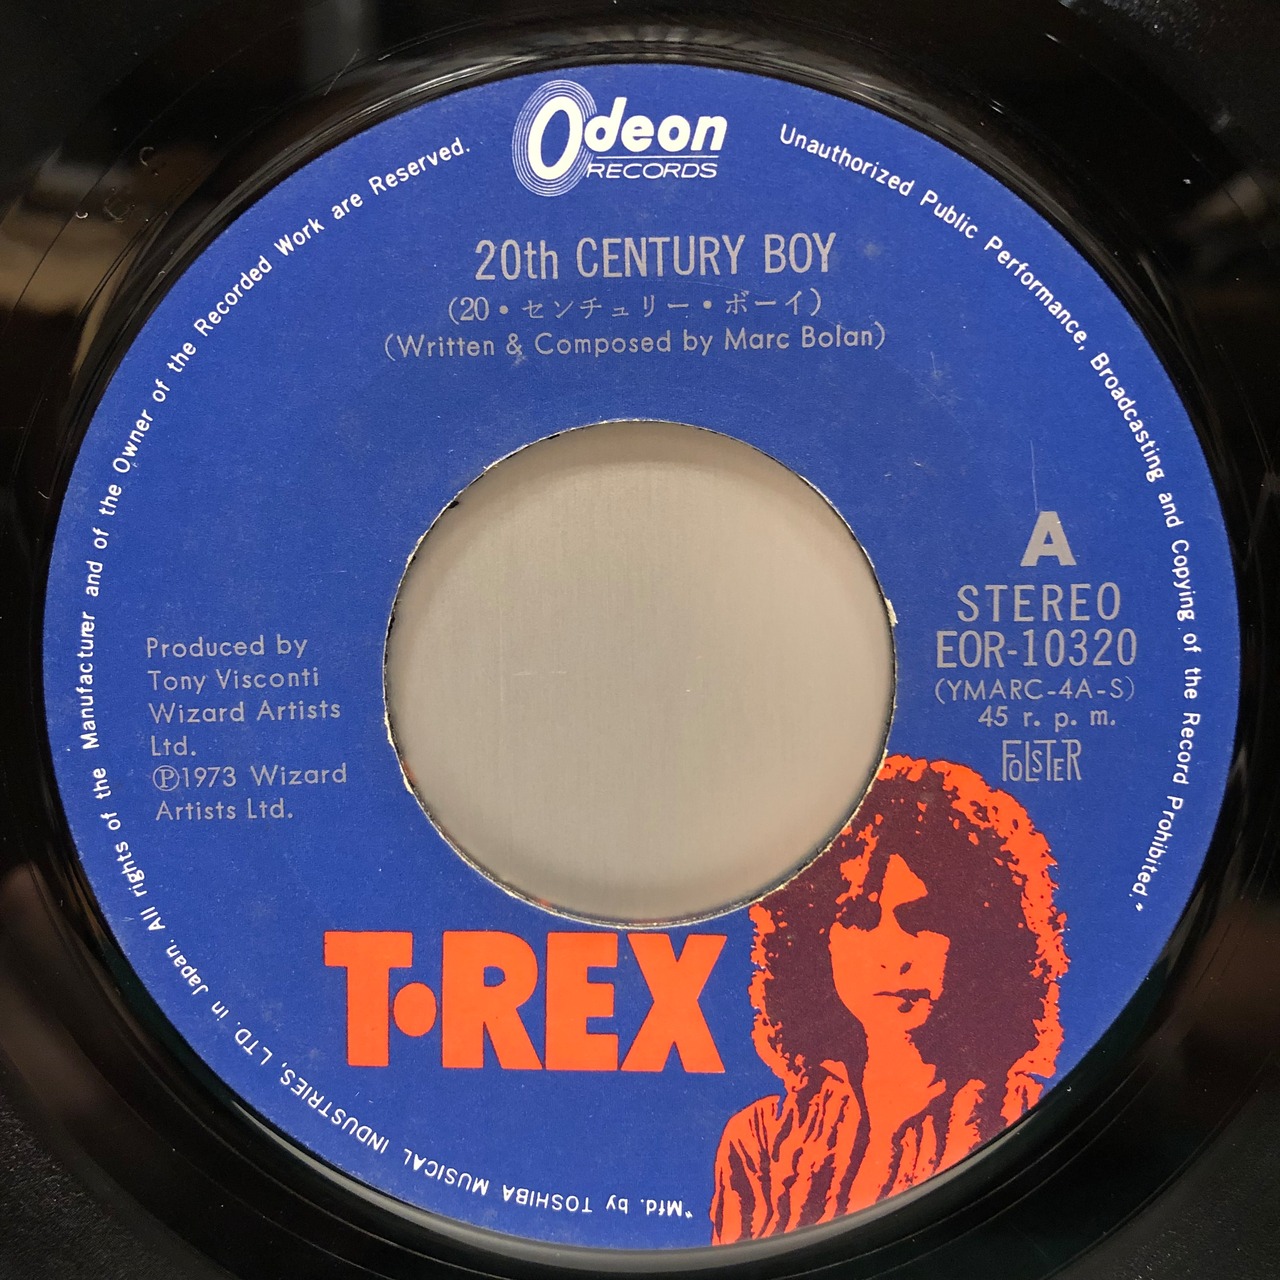 Odeon
RECORDS
20th CENTURY BOY
(20・センチュリー・ボーイ)
(Written & Composed by Marc Bolan)
A
STEREO
EOR-10320
(YMARC-4A-S)
45 r. p. m.
FOLSTER
Produced by
Tony Visconti
Wizard Artists
Ltd.
Ⓟ1973 Wizard
Artists Ltd.
T•REX
"Mfd. by TOSHIBA MUSICAL INDUSTRIES, LTD. in Japan. All rights of the Manufacturer and of the Owner of the Recorded Work are Reserved. Unauthorized Public Performance, Broadcasting and Copying of the Record Prohibited."